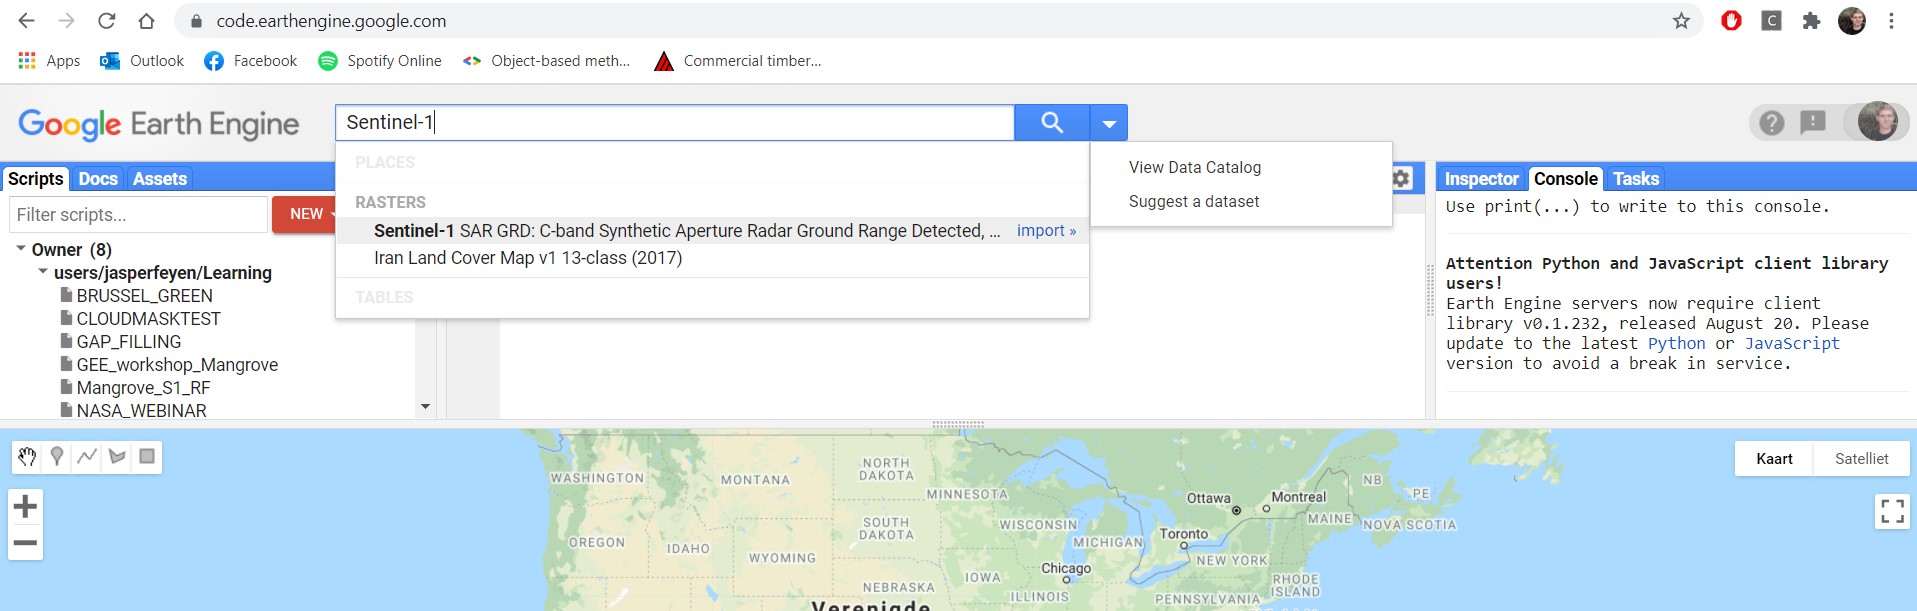 code.earthengine.google.com
C
Apps
Outlook
Facebook
Spotify Online
Object-based meth...
Commercial timber...
Google Earth Engine
Sentinel-1
PLACES
RASTERS
Sentinel-1 SAR GRD: C-band Synthetic Aperture Radar Ground Range Detected, ... import »
Iran Land Cover Map v1 13-class (2017)
TABLES
View Data Catalog
Suggest a dataset
Scripts Docs Assets
Filter scripts...
NEW
Owner (8)
users/jasperfeyen/Learning
BRUSSEL_GREEN
CLOUDMASKTEST
GAP_FILLING
GEE_workshop_Mangrove
Mangrove_S1_RF
NASA_WEBINAR
Inspector Console Tasks
Use print(...) to write to this console.
Attention Python and JavaScript client library
users!
Earth Engine servers now require client
library v0.1.232, released August 20. Please
update to the latest Python or JavaScript
version to avoid a break in service.
Kaart
Satelliet
WASHINGTON
MONTANA
NORTH
DAKOTA
MINNESOTA
Ottawa
Montreal
NB
PE
MAINE
NOVA SCOTIA
OREGON
IDAHO
SOUTH
DAKOTA
WISCONSIN
MICHIGAN
Toronto
WYOMING
NEW YORK
Chicago
IOWA
NEBRASKA
ILLINOIS
PENNSYLVANIA
RHODE
ISLAND
Verenigde